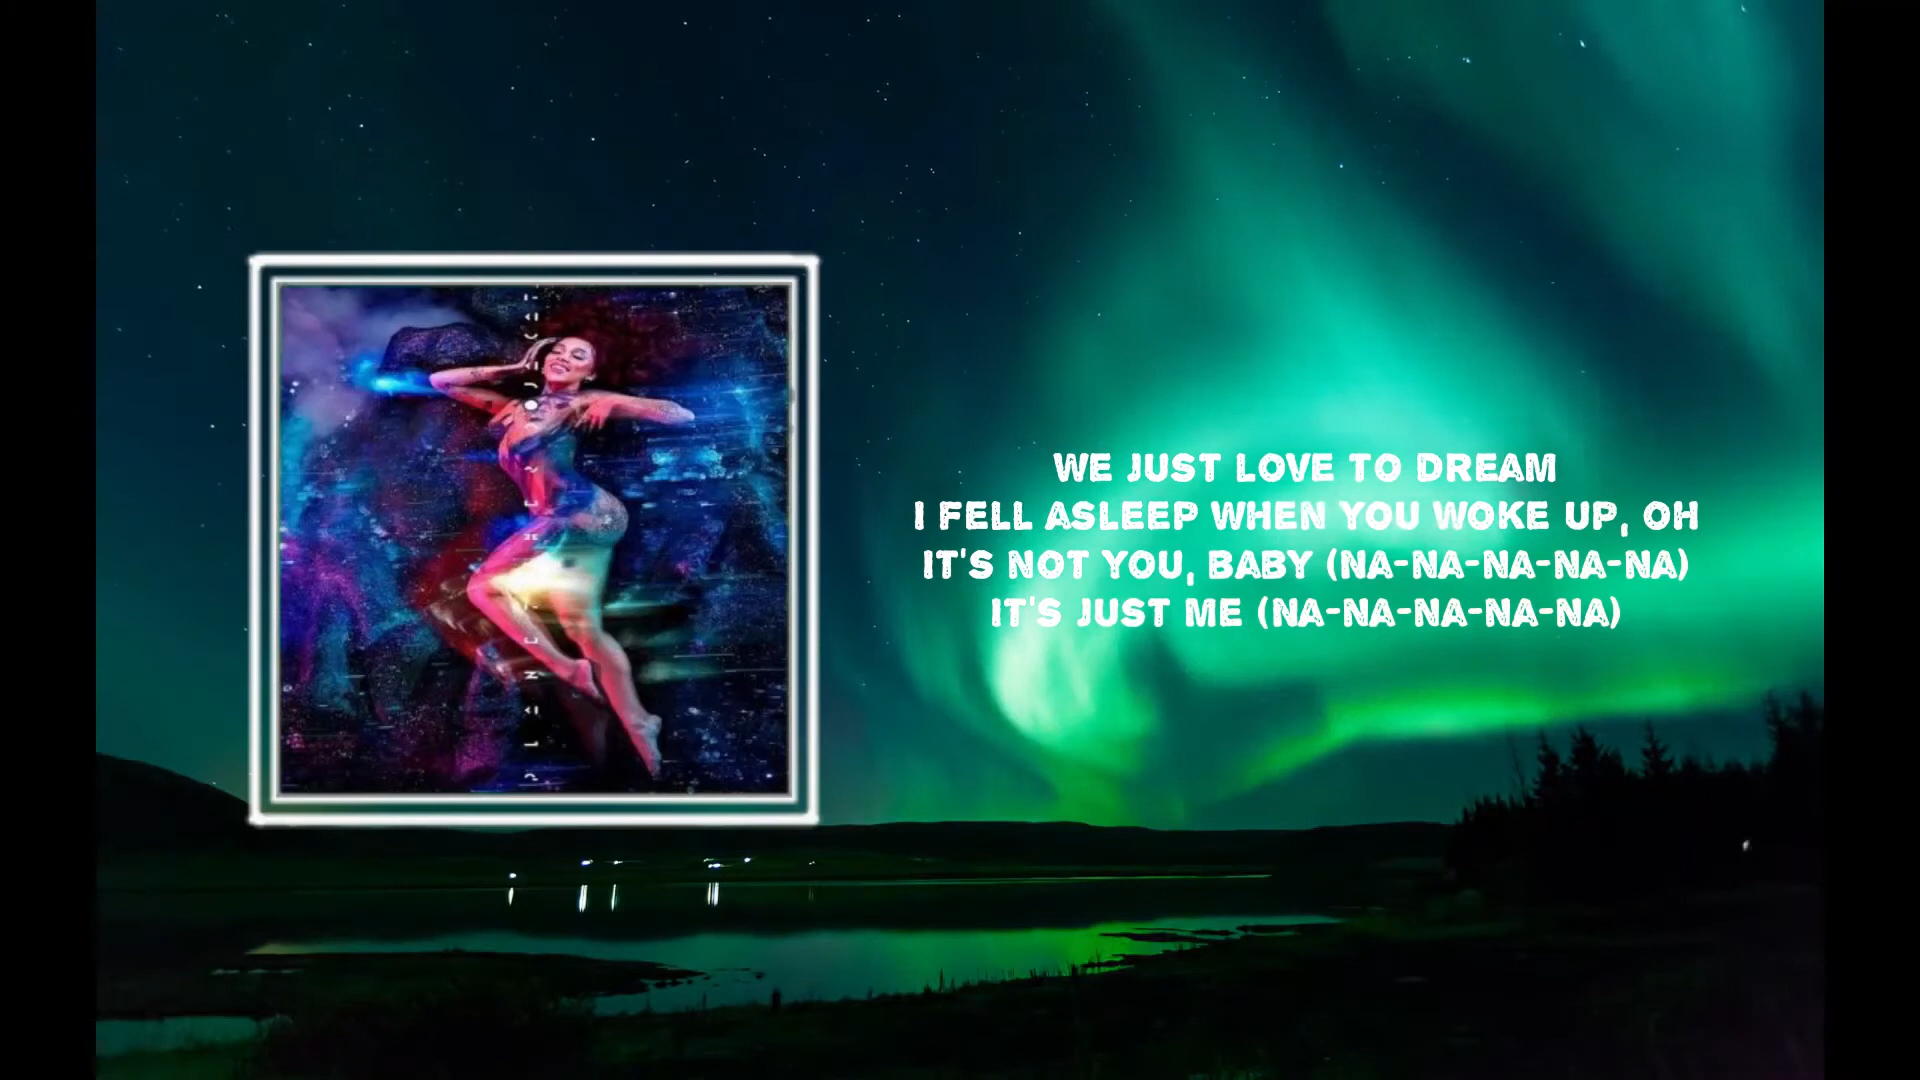 WE JUST LOVE TO DREAM
I FELL ASLEEP WHEN YOU WOKE UP, OH
IT'S NOT YOU, BABY (NA-NA-NA-NA-NA)
IT'S JUST ME (NA-NA-NA-NA-NA)